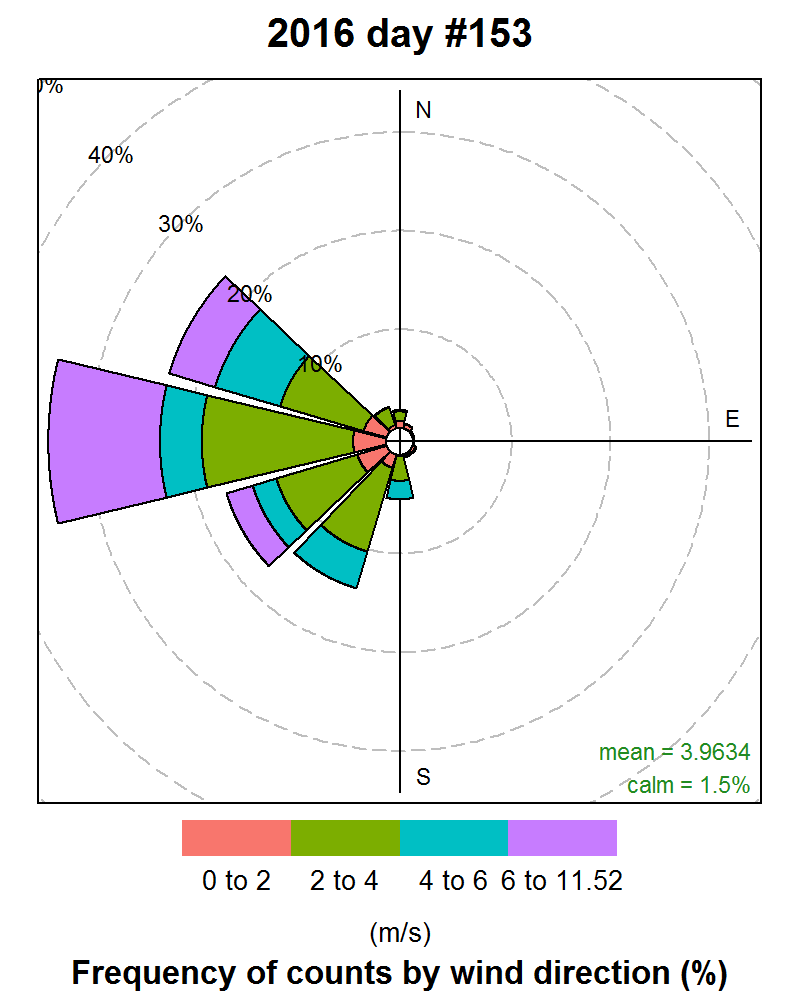 2016 day #153
0%
N
40%
30%
20%
10%
E
S
mean = 3.9634
calm = 1.5%
0 to 2 2 to 4 4 to 6 6 to 11.52
(m/s)
Frequency of counts by wind direction (%)